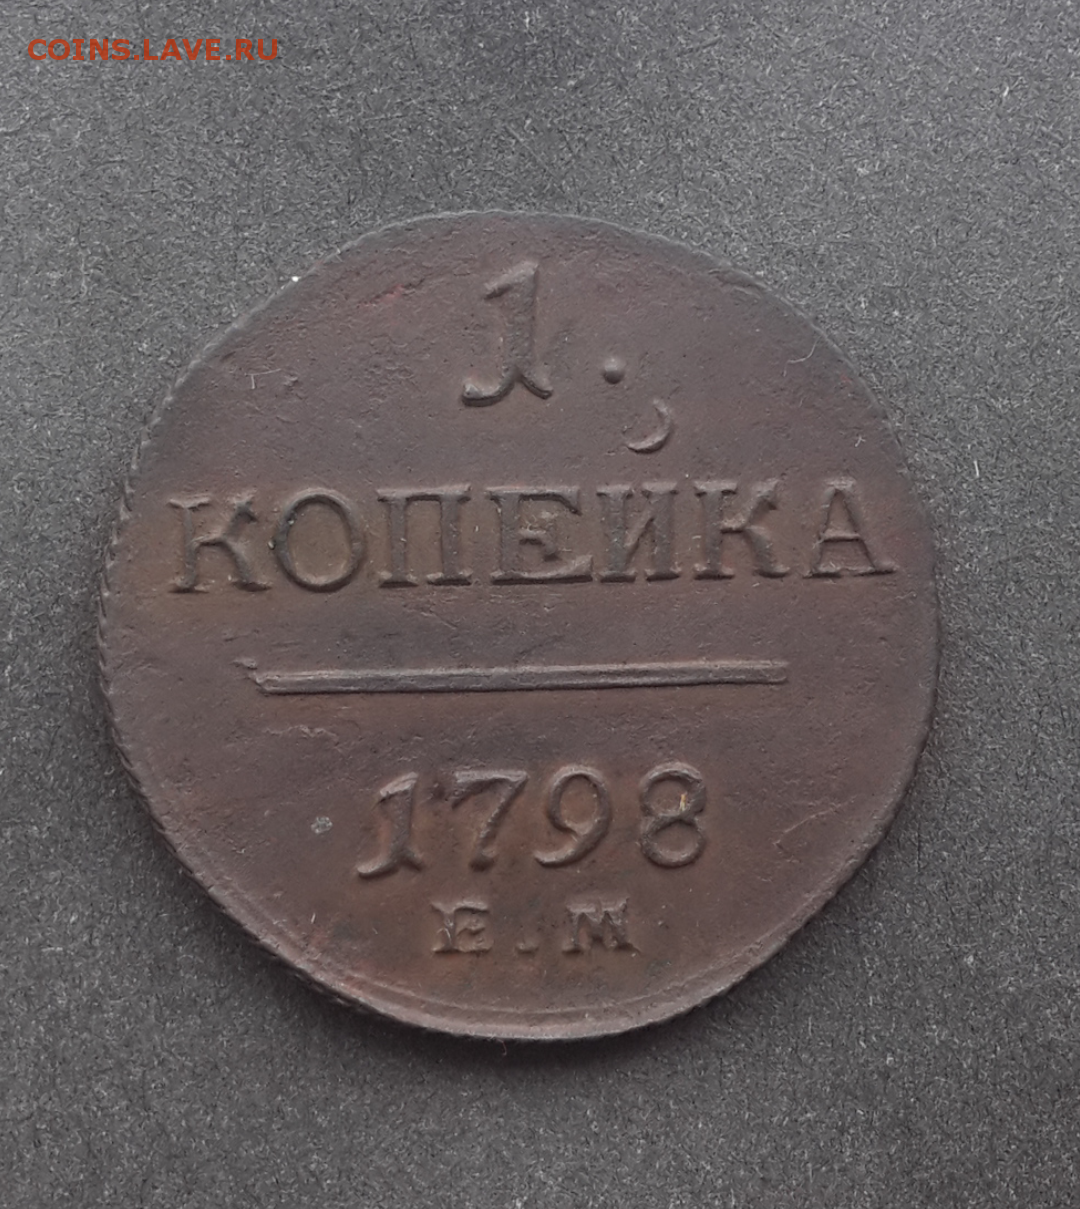 COINS.LAVE.RU
1.
КОПЕЙКА
1798
Е.М